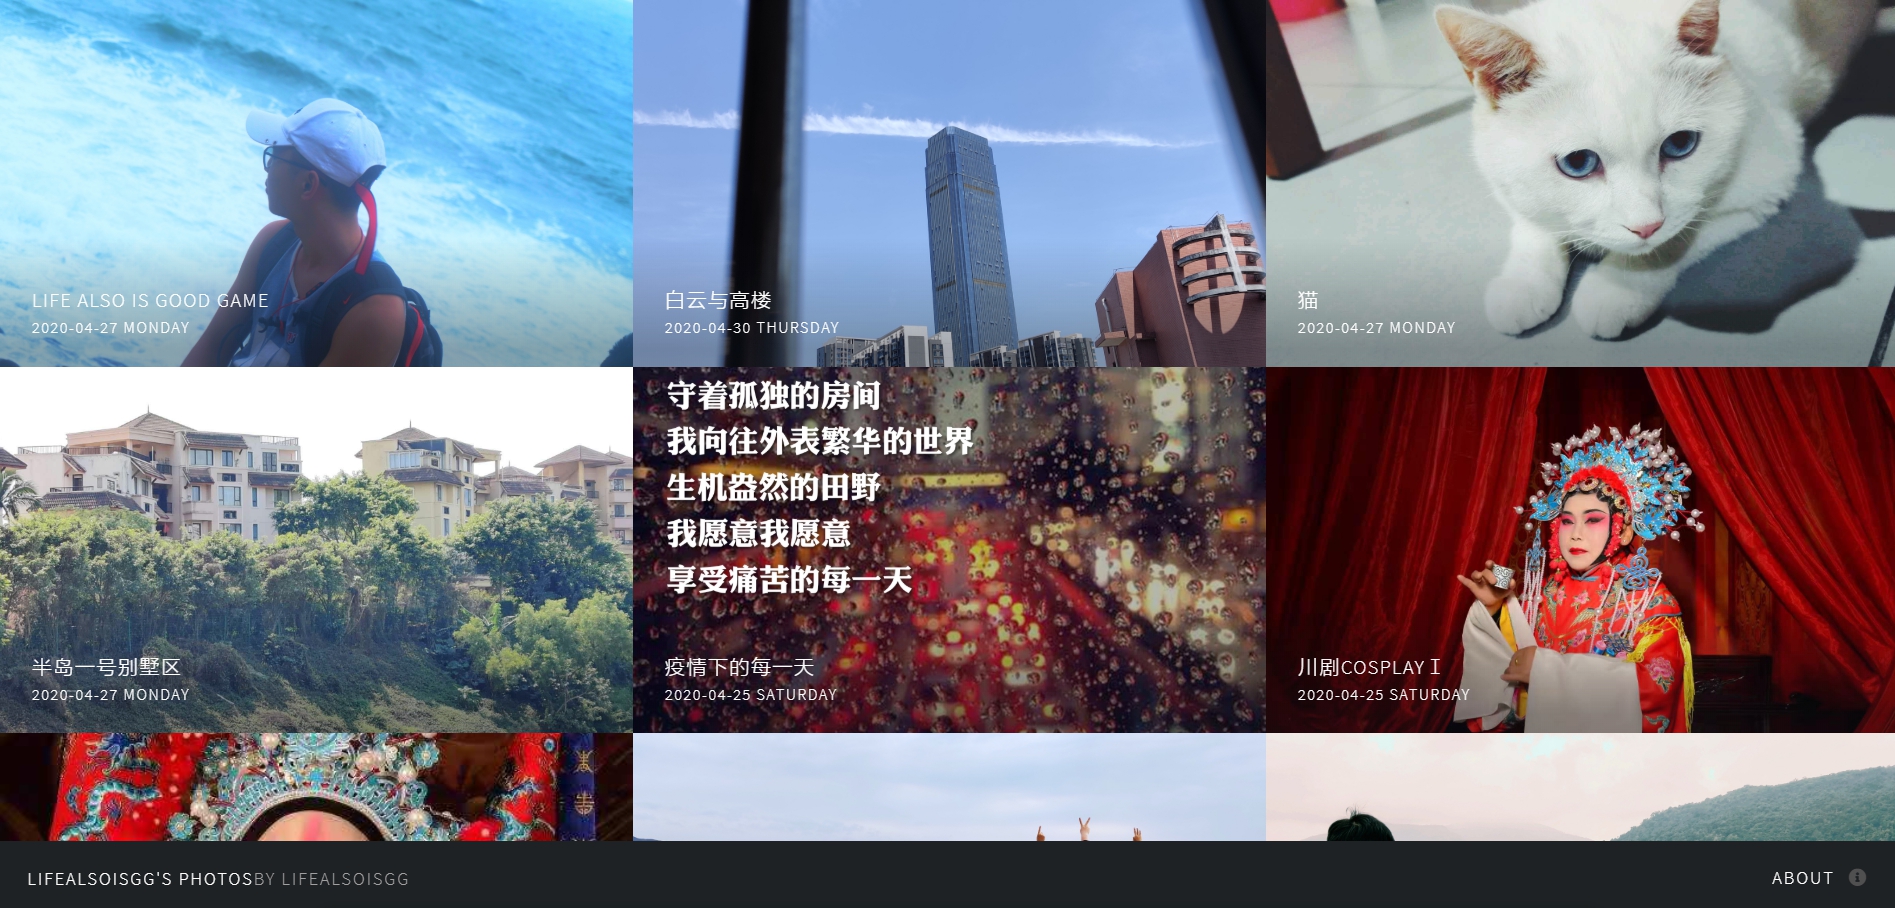 LIFE ALSO IS GOOD GAME
2020-04-27 MONDAY
白云与高楼
2020-04-30 THURSDAY
猫
2020-04-27 MONDAY
半岛一号别墅区
2020-04-27 MONDAY
守着孤独的房间
我向往外表繁华的世界
生机盎然的田野
我愿意我愿意
享受痛苦的每一天
疫情下的每一天
2020-04-25 SATURDAY
川剧COSPLAY I
2020-04-25 SATURDAY
LIFEALSOISGG'S PHOTOSBY LIFEALSOISGG
ABOUT